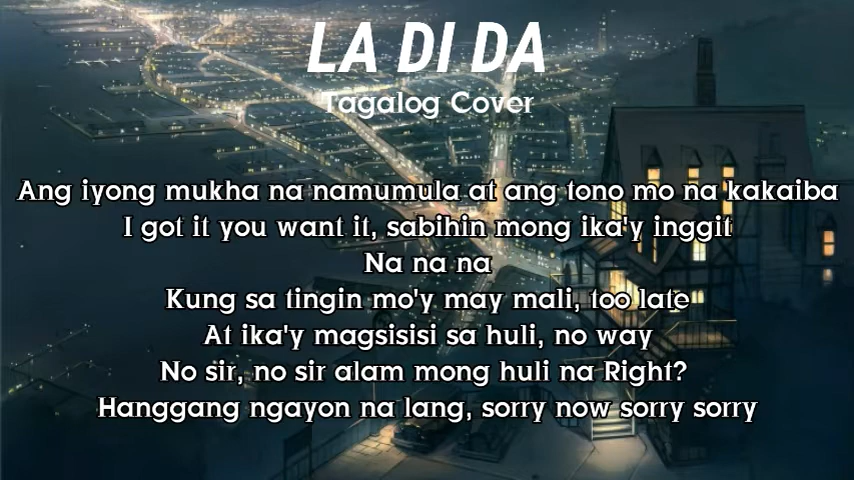 LA DI DA
Tagalog Cover
Ang iyong mukha na namumula at ang tono mo na kakaiba
I got it you want it, sabihin mong ika'y inggit
Na na na
Kung sa tingin mo'y may mali, too late
At ika'y magsisisi sa huli, no way
No sir, no sir alam mong huli na Right?
Hanggang ngayon na lang, sorry now sorry sorry